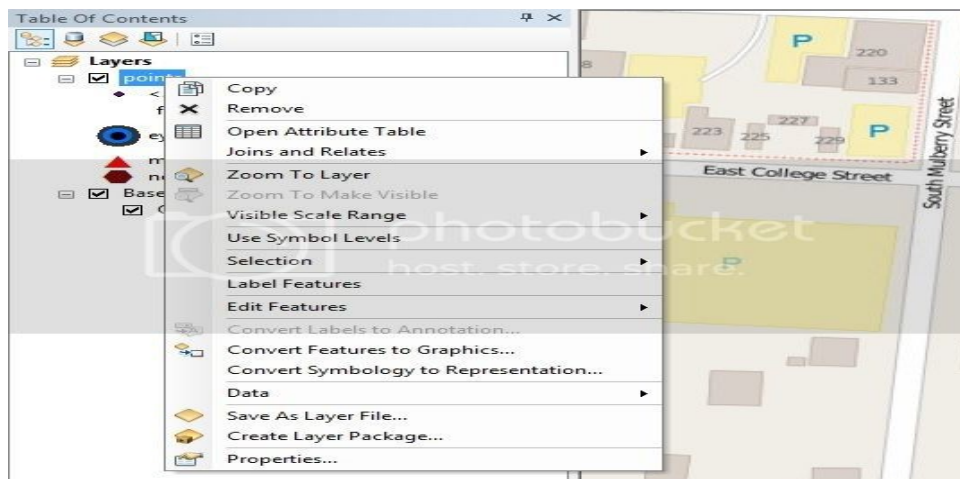 Table Of Contents
Layers
points
Base
Copy
Remove
Open Attribute Table
Joins and Relates
Zoom To Layer
Zoom To Make Visible
Visible Scale Range
Use Symbol Levels
Selection
Label Features
Edit Features
Convert Labels to Annotation...
Convert Features to Graphics...
Convert Symbology to Representation...
Data
Save As Layer File...
Create Layer Package...
Properties...
P
220
133
223
225
227
229
P
East College Street
South Mulberry Street
P
photobucket
host. store. share.